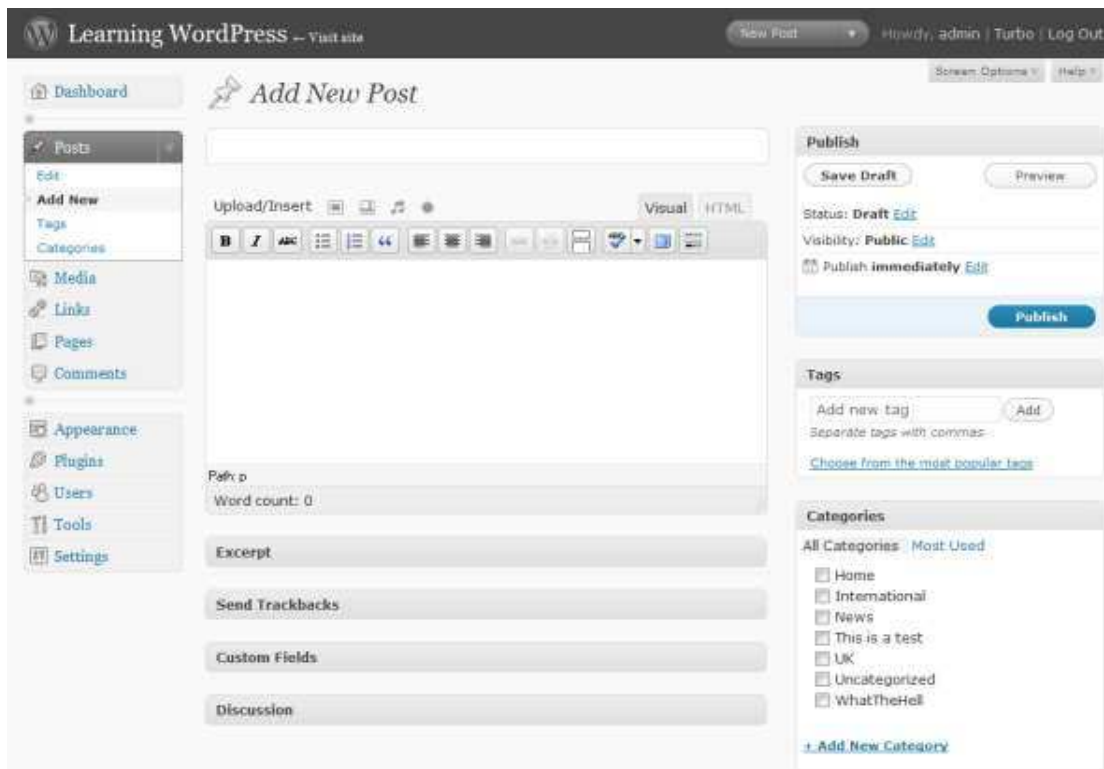 Learning WordPress ← Visit site
New Post
Howdy, admin | Turbo | Log Out
Screen Options
Help
Dashboard
Add New Post
Posts
Edit
Add New
Tags
Categories
Media
Links
Pages
Comments
Appearance
Plugins
Users
Tools
Settings
Upload/Insert
Visual
HTML
B I ABC
Path: p
Word count: 0
Excerpt
Send Trackbacks
Custom Fields
Discussion
Publish
Save Draft
Preview
Status: Draft Edit
Visibility: Public Edit
Publish immediately Edit
Publish
Tags
Add new tag
Add
Separate tags with commas
Choose from the most popular tags
Categories
All Categories Most Used
Home
International
News
This is a test
UK
Uncategorized
WhatTheHell
+ Add New Category